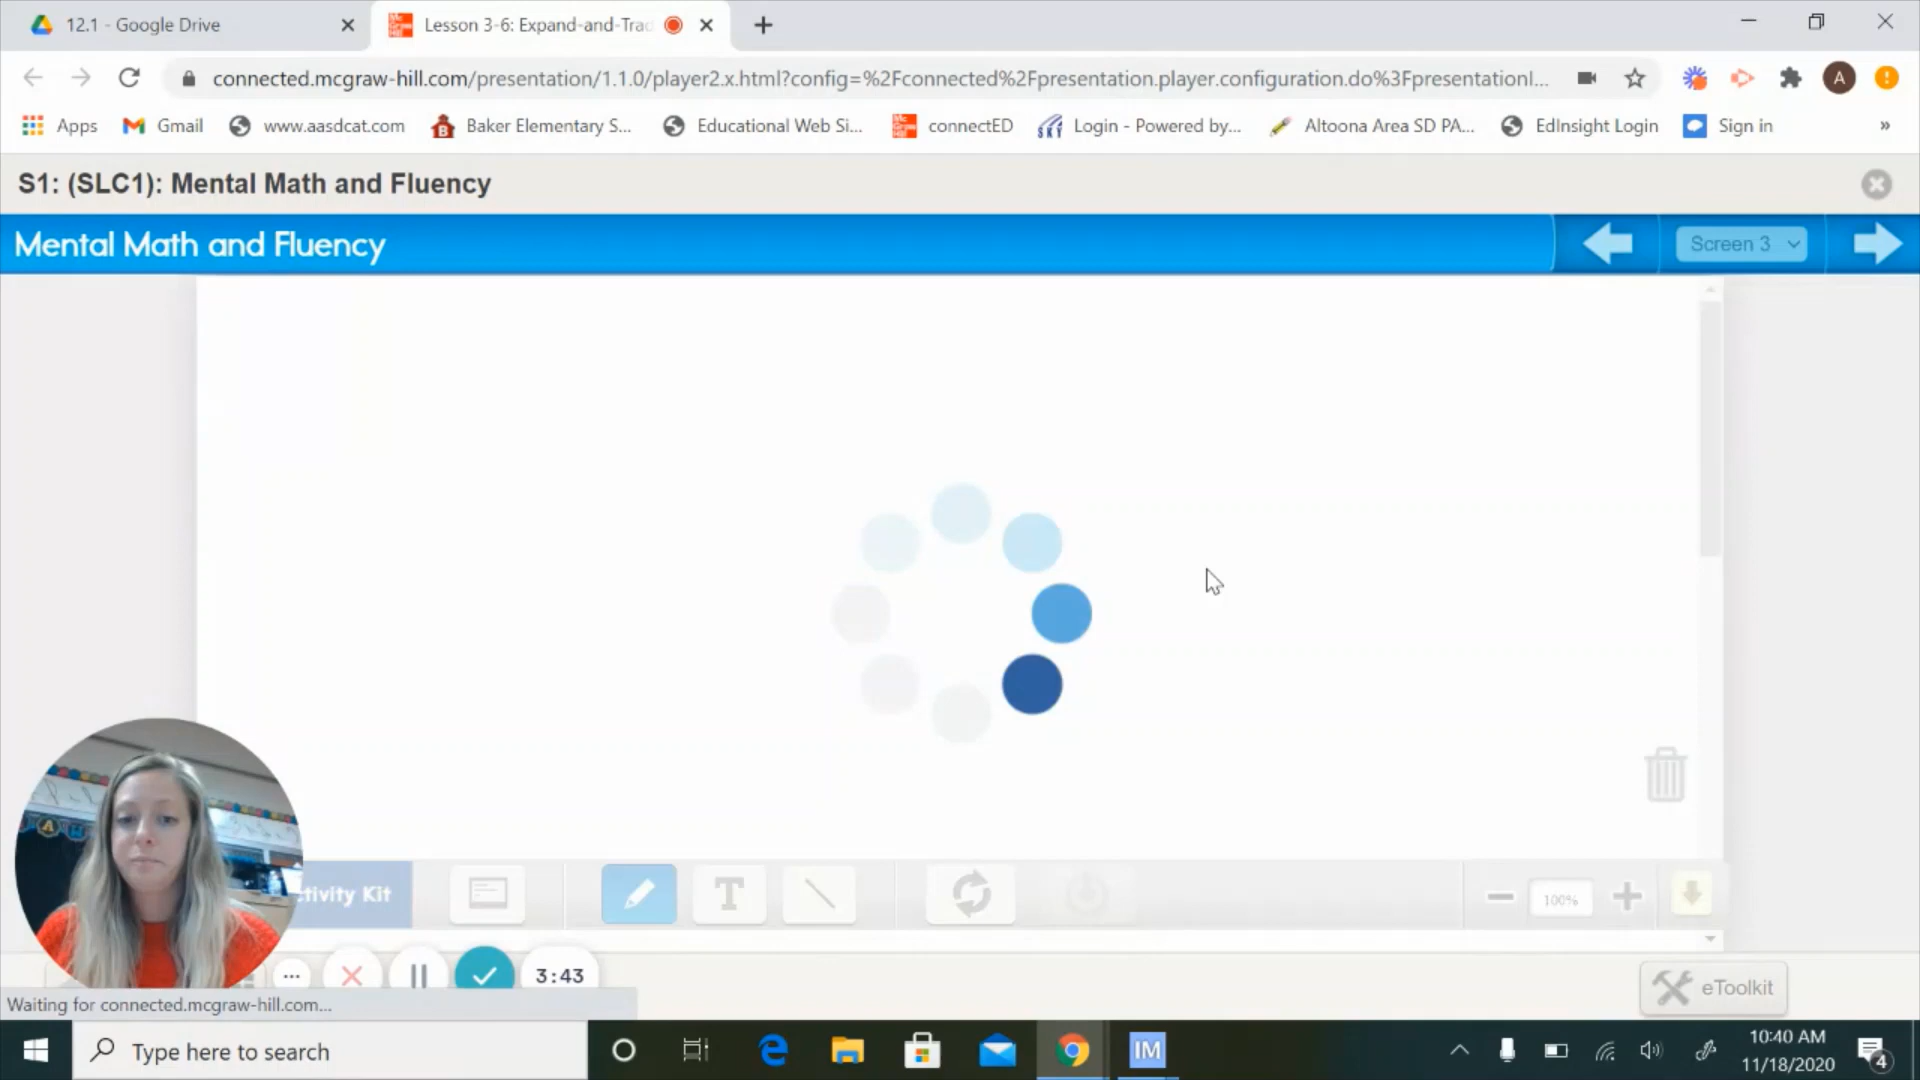 12.1 - Google Drive
Lesson 3-6: Expand-and-Trad
connected.mcgraw-hill.com/presentation/1.1.0/player2.x.html?config=%2Fconnected%2Fpresentation.player.configuration.do%3FpresentationI...
A
Apps
Gmail
www.aasdcat.com
Baker Elementary S...
Educational Web Si...
connectED
Login - Powered by...
Altoona Area SD PA...
EdInsight Login
Sign in
»
S1: (SLC1): Mental Math and Fluency
Mental Math and Fluency
Screen 3
tivity Kit
T
100%
3:43
eToolkit
Waiting for connected.mcgraw-hill.com...
Type here to search
IM
10:40 AM
11/18/2020
4